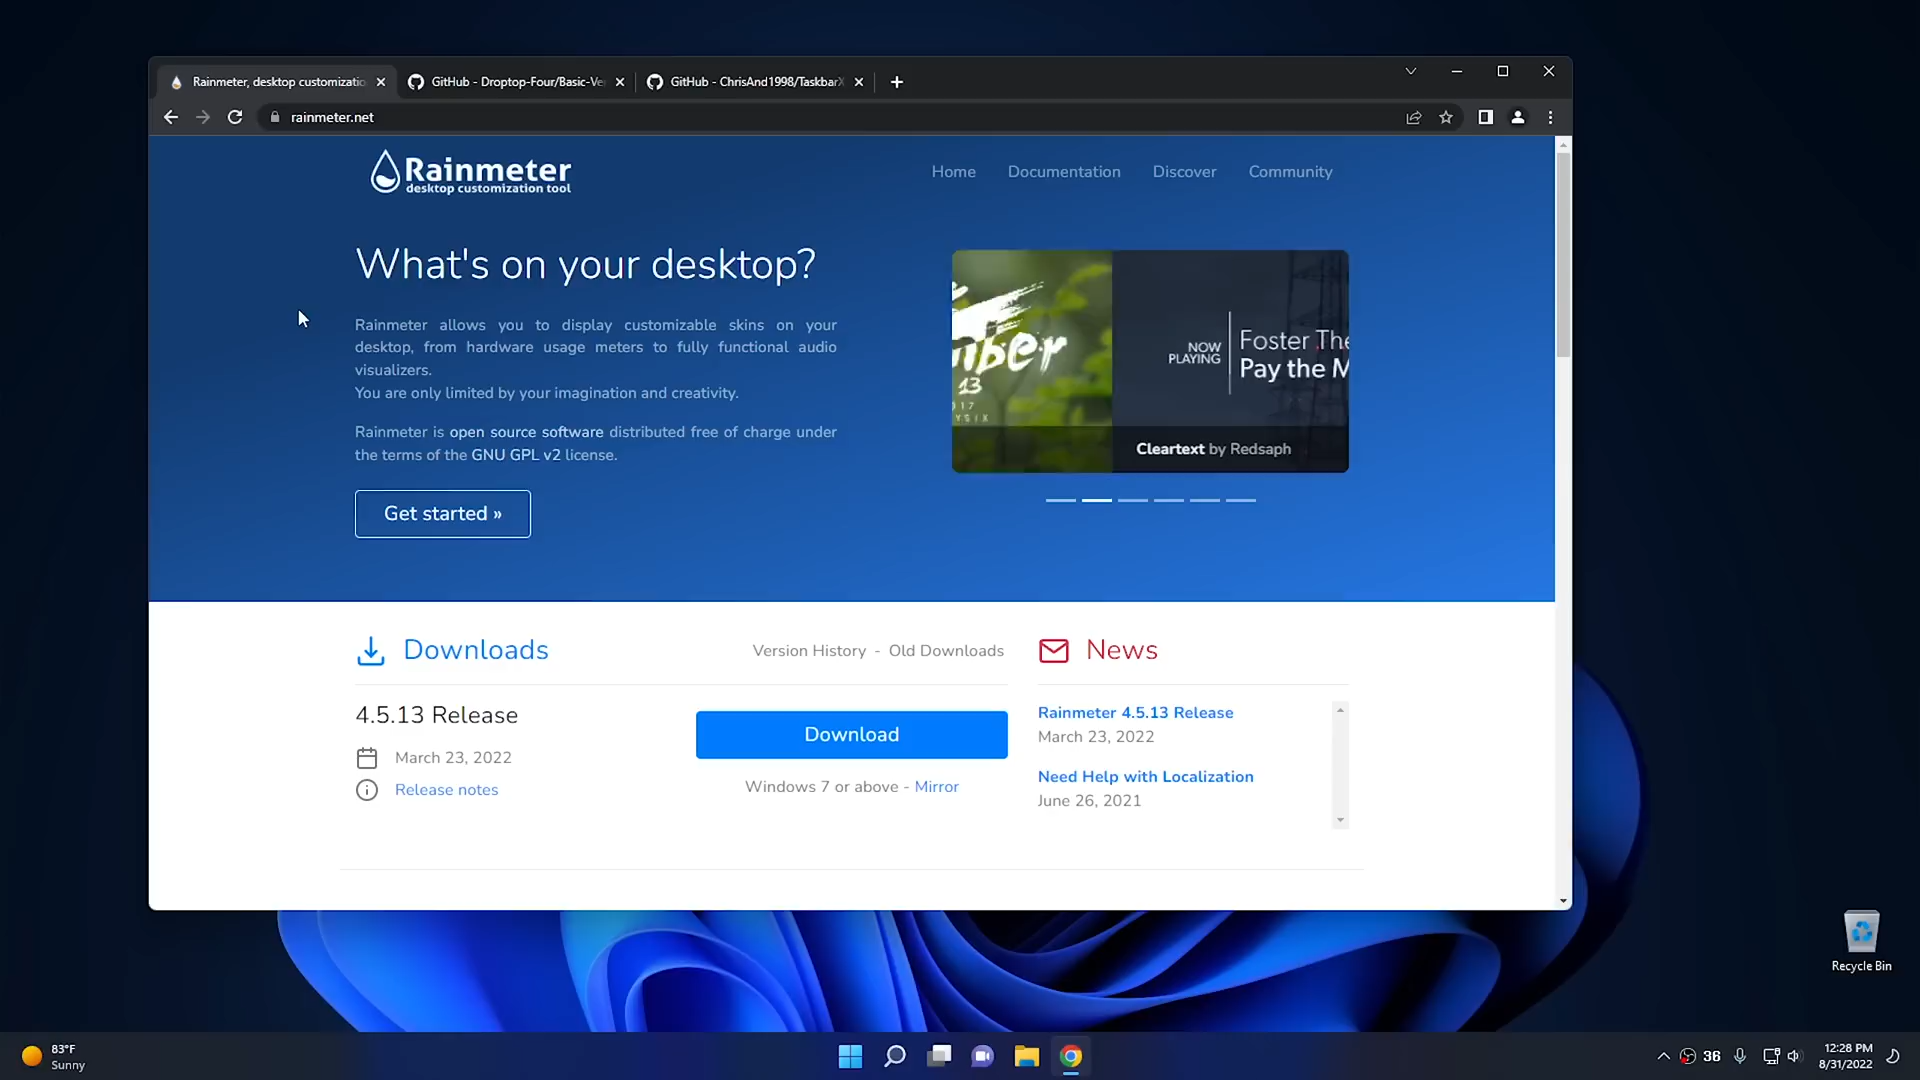 Rainmeter, desktop customizatio
GitHub - Droptop-Four/Basic-Ve
GitHub - ChrisAnd1998/TaskbarX
rainmeter.net
Rainmeter
desktop customization tool
Home
Documentation
Discover
Community
What's on your desktop?
Rainmeter allows you to display customizable skins on your
desktop, from hardware usage meters to fully functional audio
visualizers.
You are only limited by your imagination and creativity.
Rainmeter is open source software distributed free of charge under
the terms of the GNU GPL v2 license.
Get started »
13
NOW
PLAYING
Foster The
Pay the M
Cleartext by Redsaph
Downloads
Version History - Old Downloads
4.5.13 Release
March 23, 2022
Release notes
Download
Windows 7 or above - Mirror
News
Rainmeter 4.5.13 Release
March 23, 2022
Need Help with Localization
June 26, 2021
Recycle Bin
83°F
Sunny
36
12:28 PM
8/31/2022